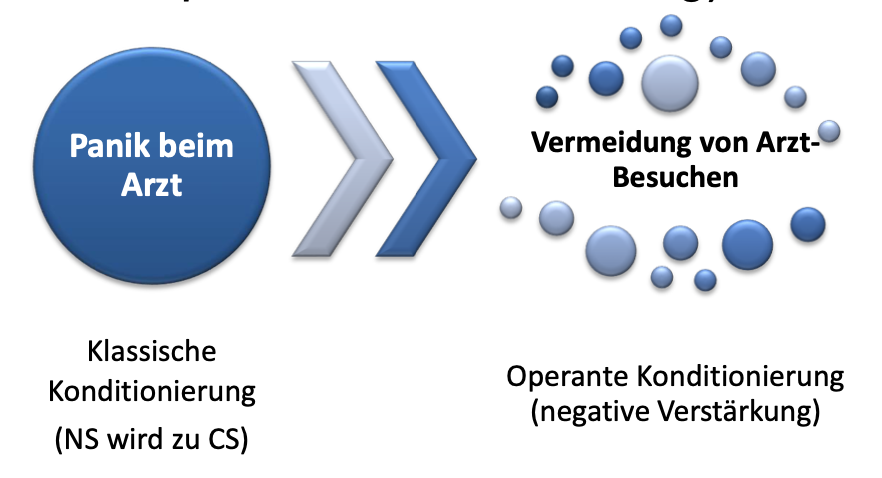 Panik beim
Arzt
Vermeidung von Arzt-
Besuchen
Klassische
Konditionierung
(NS wird zu CS)
Operante Konditionierung
(negative Verstärkung)